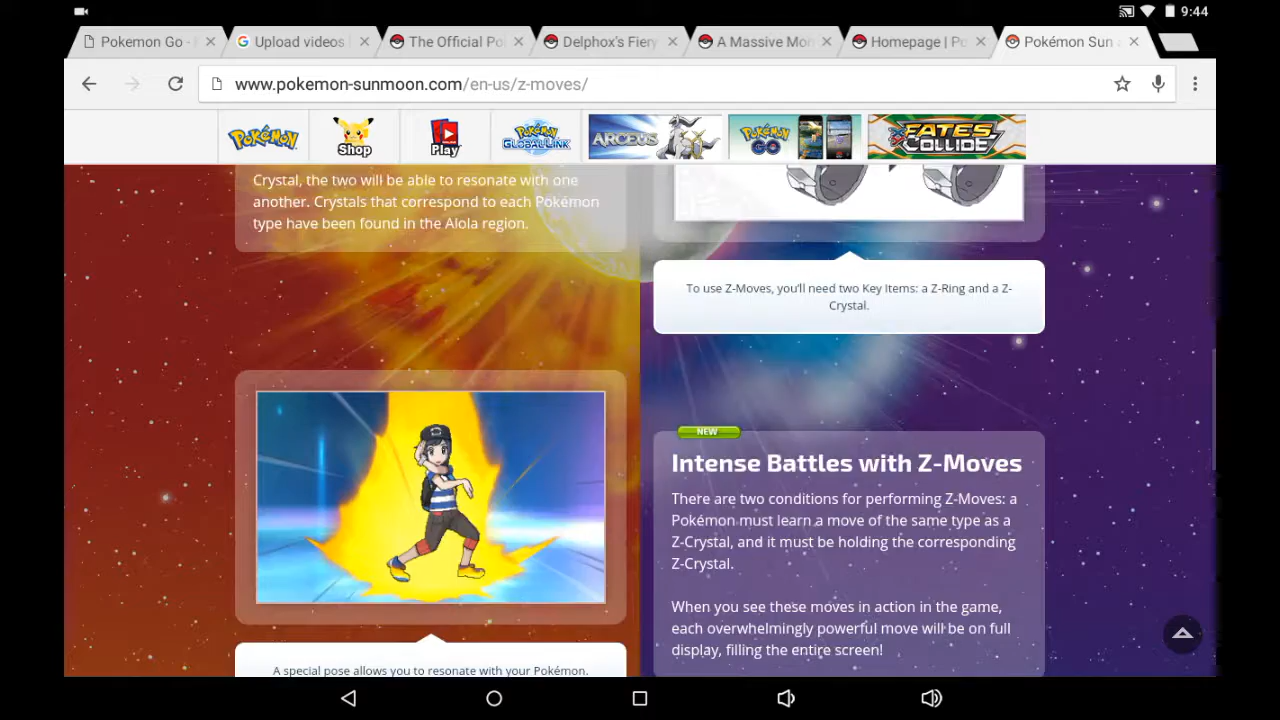 9:44
Pokemon Go -
Upload videos
The Official Po
Delphox's Fiery
A Massive Mon
Homepage | Po
Pokémon Sun a
www.pokemon-sunmoon.com/en-us/z-moves/
Pokémon
Shop
Play
Pokémon
GLOBAL LINK
ARCEUS
Pokémon
GO
FATES
COLLIDE
Crystal, the two will be able to resonate with one
another. Crystals that correspond to each Pokémon
type have been found in the Alola region.
To use Z-Moves, you'll need two Key Items: a Z-Ring and a Z-
Crystal.
NEW
Intense Battles with Z-Moves
There are two conditions for performing Z-Moves: a
Pokémon must learn a move of the same type as a
Z-Crystal, and it must be holding the corresponding
Z-Crystal.
When you see these moves in action in the game,
each overwhelmingly powerful move will be on full
display, filling the entire screen!
A special pose allows you to resonate with your Pokémon.